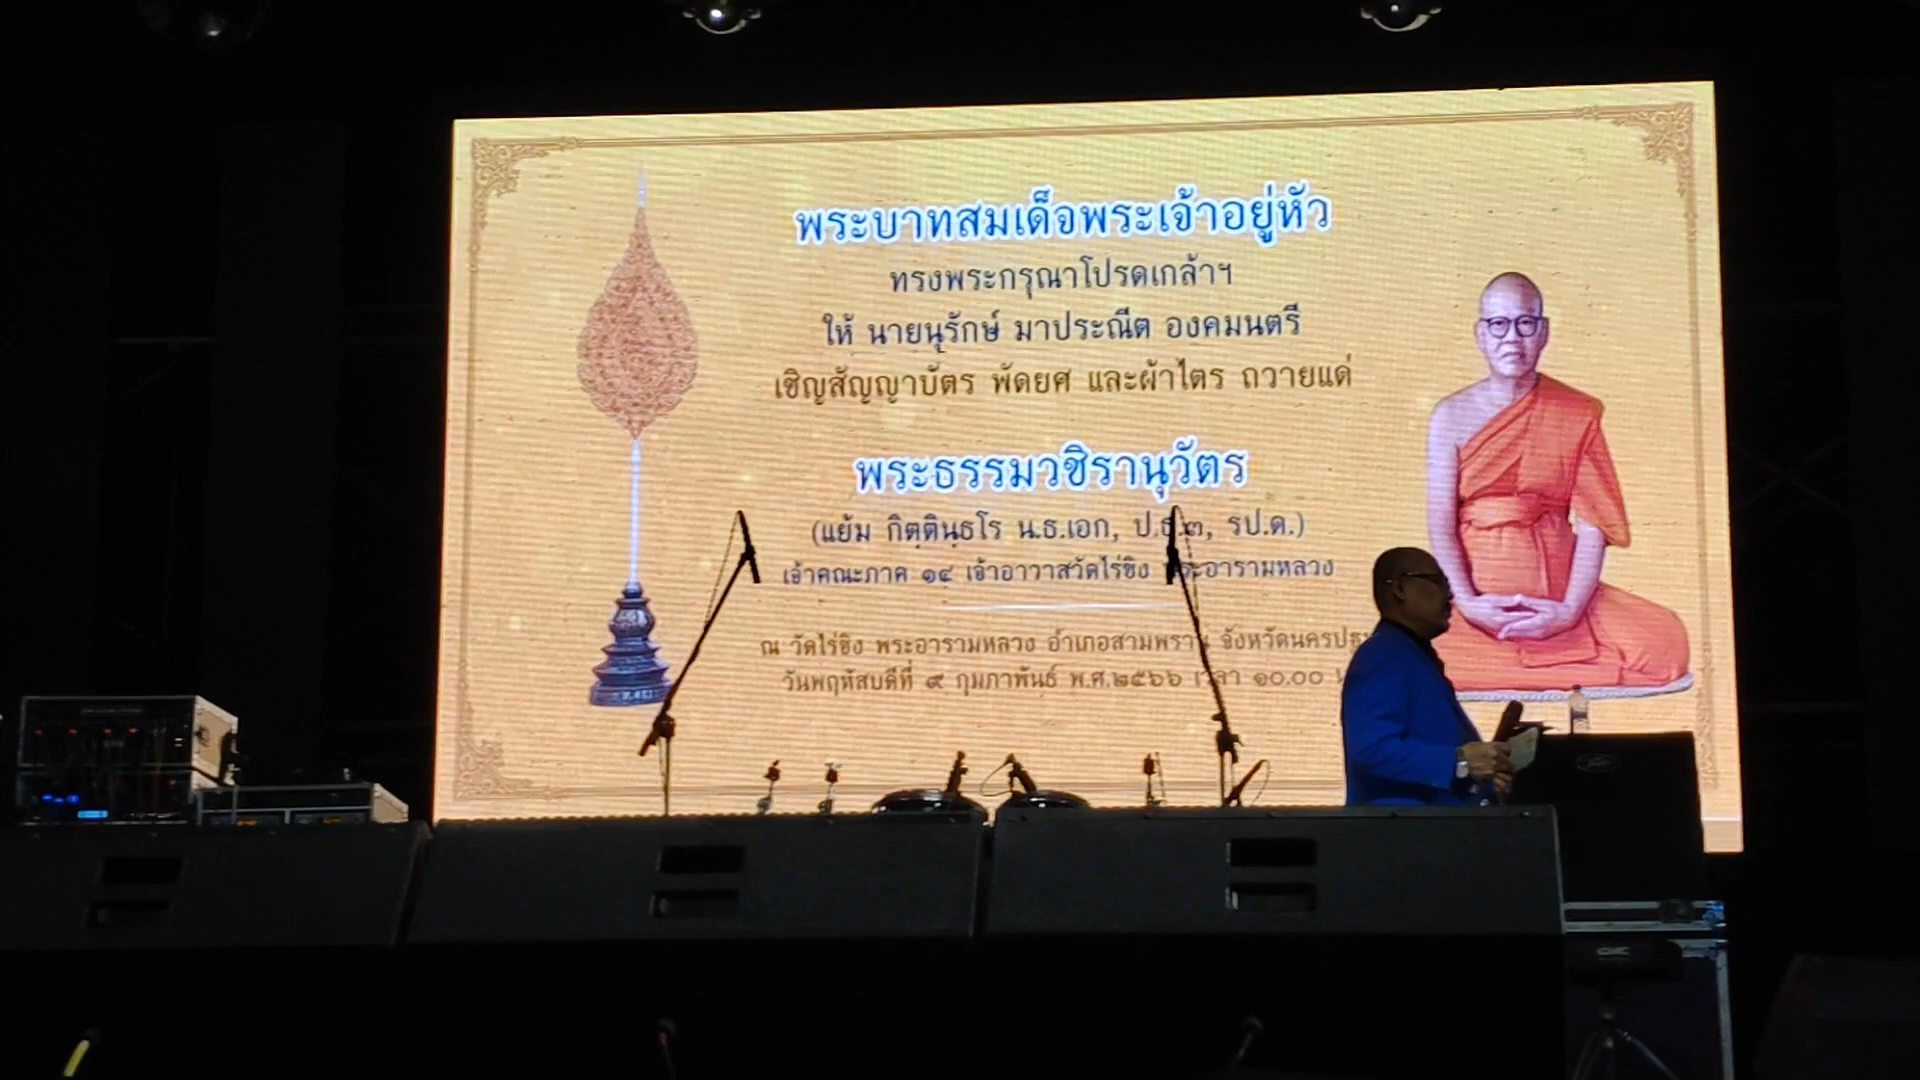 พระบาทสมเด็จพระเจ้าอยู่หัว
ทรงพระกรุณาโปรดเกล้าฯ
ให้ นายนุรักษ์ มาประณีต องคมนตรี
เชิญสัญญาบัตร พัดยศ และผ้าไตร ถวายแด่
พระธรรมวชิรานุวัตร
(แย้ม กิตฺตินฺธโร น.ธ.เอก, ป.ธ.๓, รป.ด.)
เจ้าคณะภาค ๑๔ เจ้าอาวาสวัดไร่ขิง พระอารามหลวง
ณ วัดไร่ขิง พระอารามหลวง อำเภอสามพราน จังหวัด
วันพฤหัสบดีที่ ๙ กุมภาพันธ์ พ.ศ.๒๕๖๖ เวลา ๑๐.๐๐